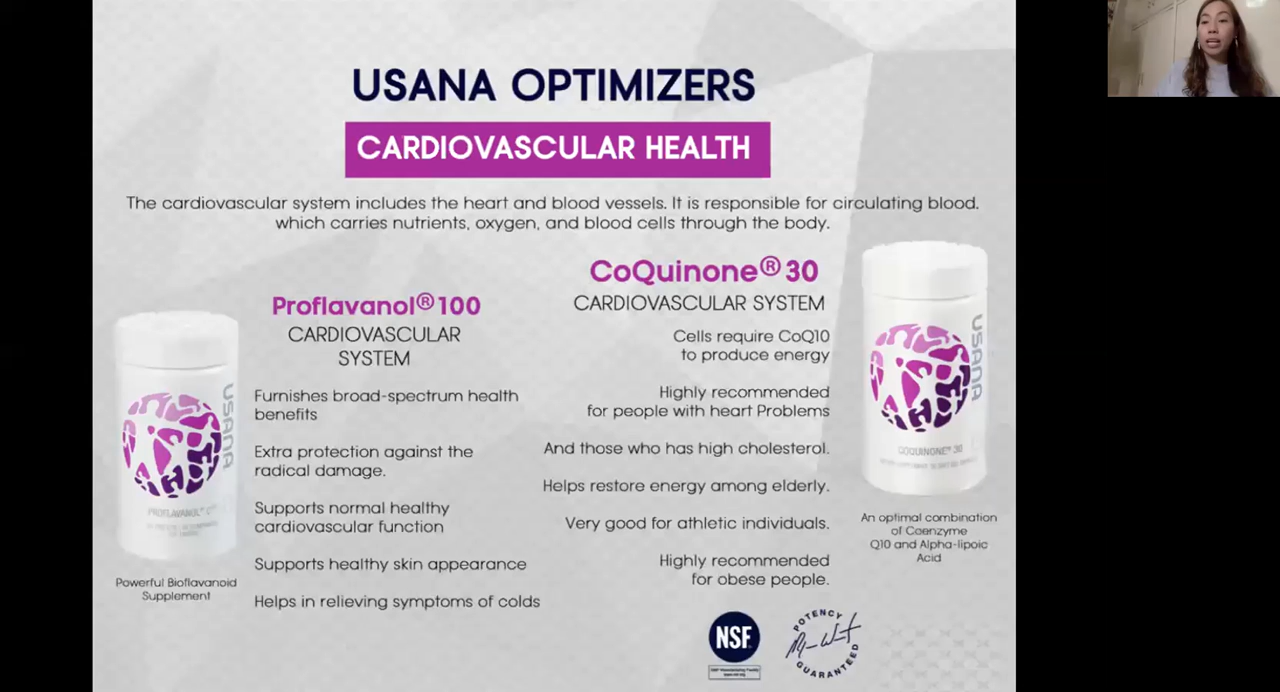 USANA OPTIMIZERS
CARDIOVASCULAR HEALTH
The cardiovascular system includes the heart and blood vessels. It is responsible for circulating blood.
which carries nutrients, oxygen, and blood cells through the body.
Proflavanol®100
CARDIOVASCULAR
SYSTEM
Furnishes broad-spectrum health
benefits
Extra protection against the
radical damage.
Supports normal healthy
cardiovascular function
Supports healthy skin appearance
Helps in relieving symptoms of colds
USANA
PROFLAVANOL®
Powerful Bioflavanoid
Supplement
CoQuinone®30
CARDIOVASCULAR SYSTEM
Cells require CoQ10
to produce energy
Highly recommended
for people with heart Problems
And those who has high cholesterol.
Helps restore energy among elderly.
Very good for athletic individuals.
Highly recommended
for obese people.
USANA
COQUINONE® 30
An optimal combination
of Coenzyme
Q10 and Alpha-lipoic
Acid
NSF
POTENCY
GUARANTEED